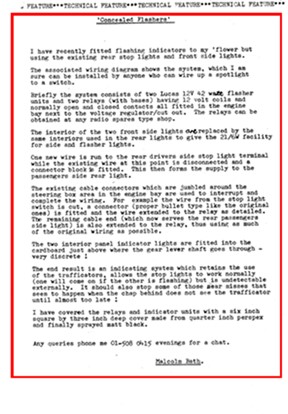 FEATURE***TECHNICAL FEATURE***TECHNICAL FEATURE***TECHNICAL FEATURE***
'Concealed Flashers'
I have recently fitted flashing indicators to my 'flower but
using the existing rear stop lights and front side lights.
The associated wiring diagram shows the system, which I am
sure can be installed by anyone who can wire up a spotlight
to a switch.
Briefly the system consists of two Lucas 12V 42 watt flasher
units and two relays (with bases) having 12 volt coils and
normally open and closed contacts all fitted in the engine
bay next to the voltage regulator/cut out. The relays can be
obtained at any radio spares type shop.
The interior of the two front side lights are replaced by the
same interiors used in the rear lights to give the 21/6W facility
for side and flasher lights.
One new wire is run to the rear drivers side stop light terminal
while the existing wire at this point is disconnected and a
connector block is fitted. This then forms the supply to the
passengers side rear light.
The existing cable connectors which are jumbled around the
steering box area in the engine bay are used to interrupt and
complete the wiring. For example the wire from the stop light
switch is cut, a connector (proper bullet type like the original
ones) is fitted and the wire extended to the relay as detailed.
The remaining cable end (which now serves the rear passengers
side light) is also extended to the relay, thus using as much
of the original wiring as possible.
The two interior panel indicator lights are fitted into the
cardboard just above where the gear lever shaft goes through -
very discrete !
The end result is an indicating system which retains the use
of the trafficators, allows the stop lights to work normally
(one will come on if the other is flashing) but is undetectable
externally. It should also stop some of those near misses that
seem to happen when the chap behind does not see the trafficator
until almost too late !
I have covered the relays and indicator units with a six inch
square by three inch deep cover made from quarter inch perspex
and finally sprayed matt black.
Any queries phone me 01-508 0415 evenings for a chat.
Malcolm Bath.